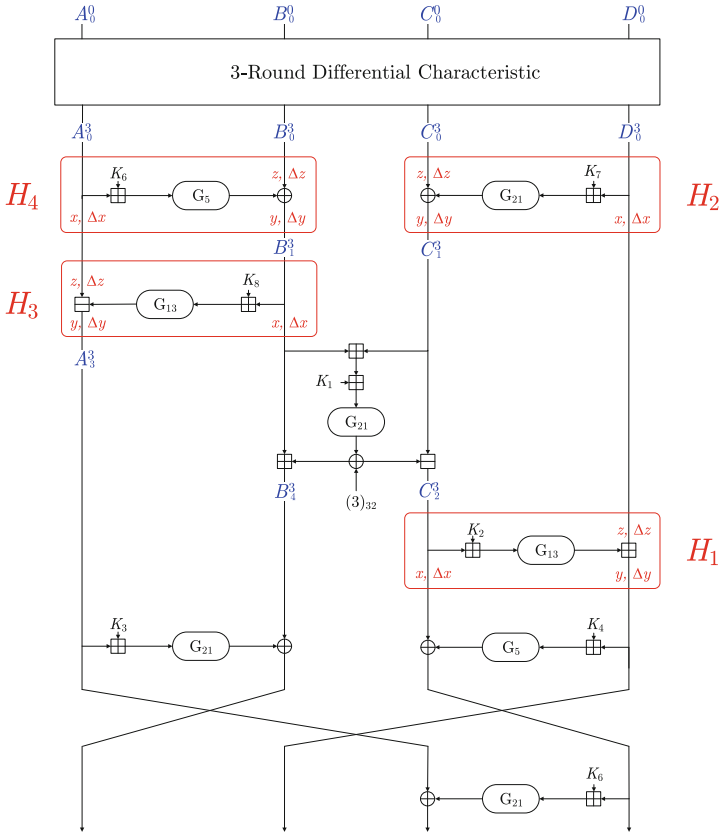 A_0^0 B_0^0 C_0^0 D_0^0
3-Round Differential Characteristic
A_0^3 B_0^3 C_0^3 D_0^3
H_4 K_6 G_5 z, Δz x, Δx y, Δy
z, Δz G_21 K_7 y, Δy x, Δx H_2
B_1^3 C_1^3
H_3 z, Δz G_13 K_8 y, Δy x, Δx
A_3^3
K_1
G_21
(3)_32
B_4^3 C_2^3
K_2 G_13 z, Δz x, Δx y, Δy H_1
K_3 G_21 G_5 K_4
G_21 K_6